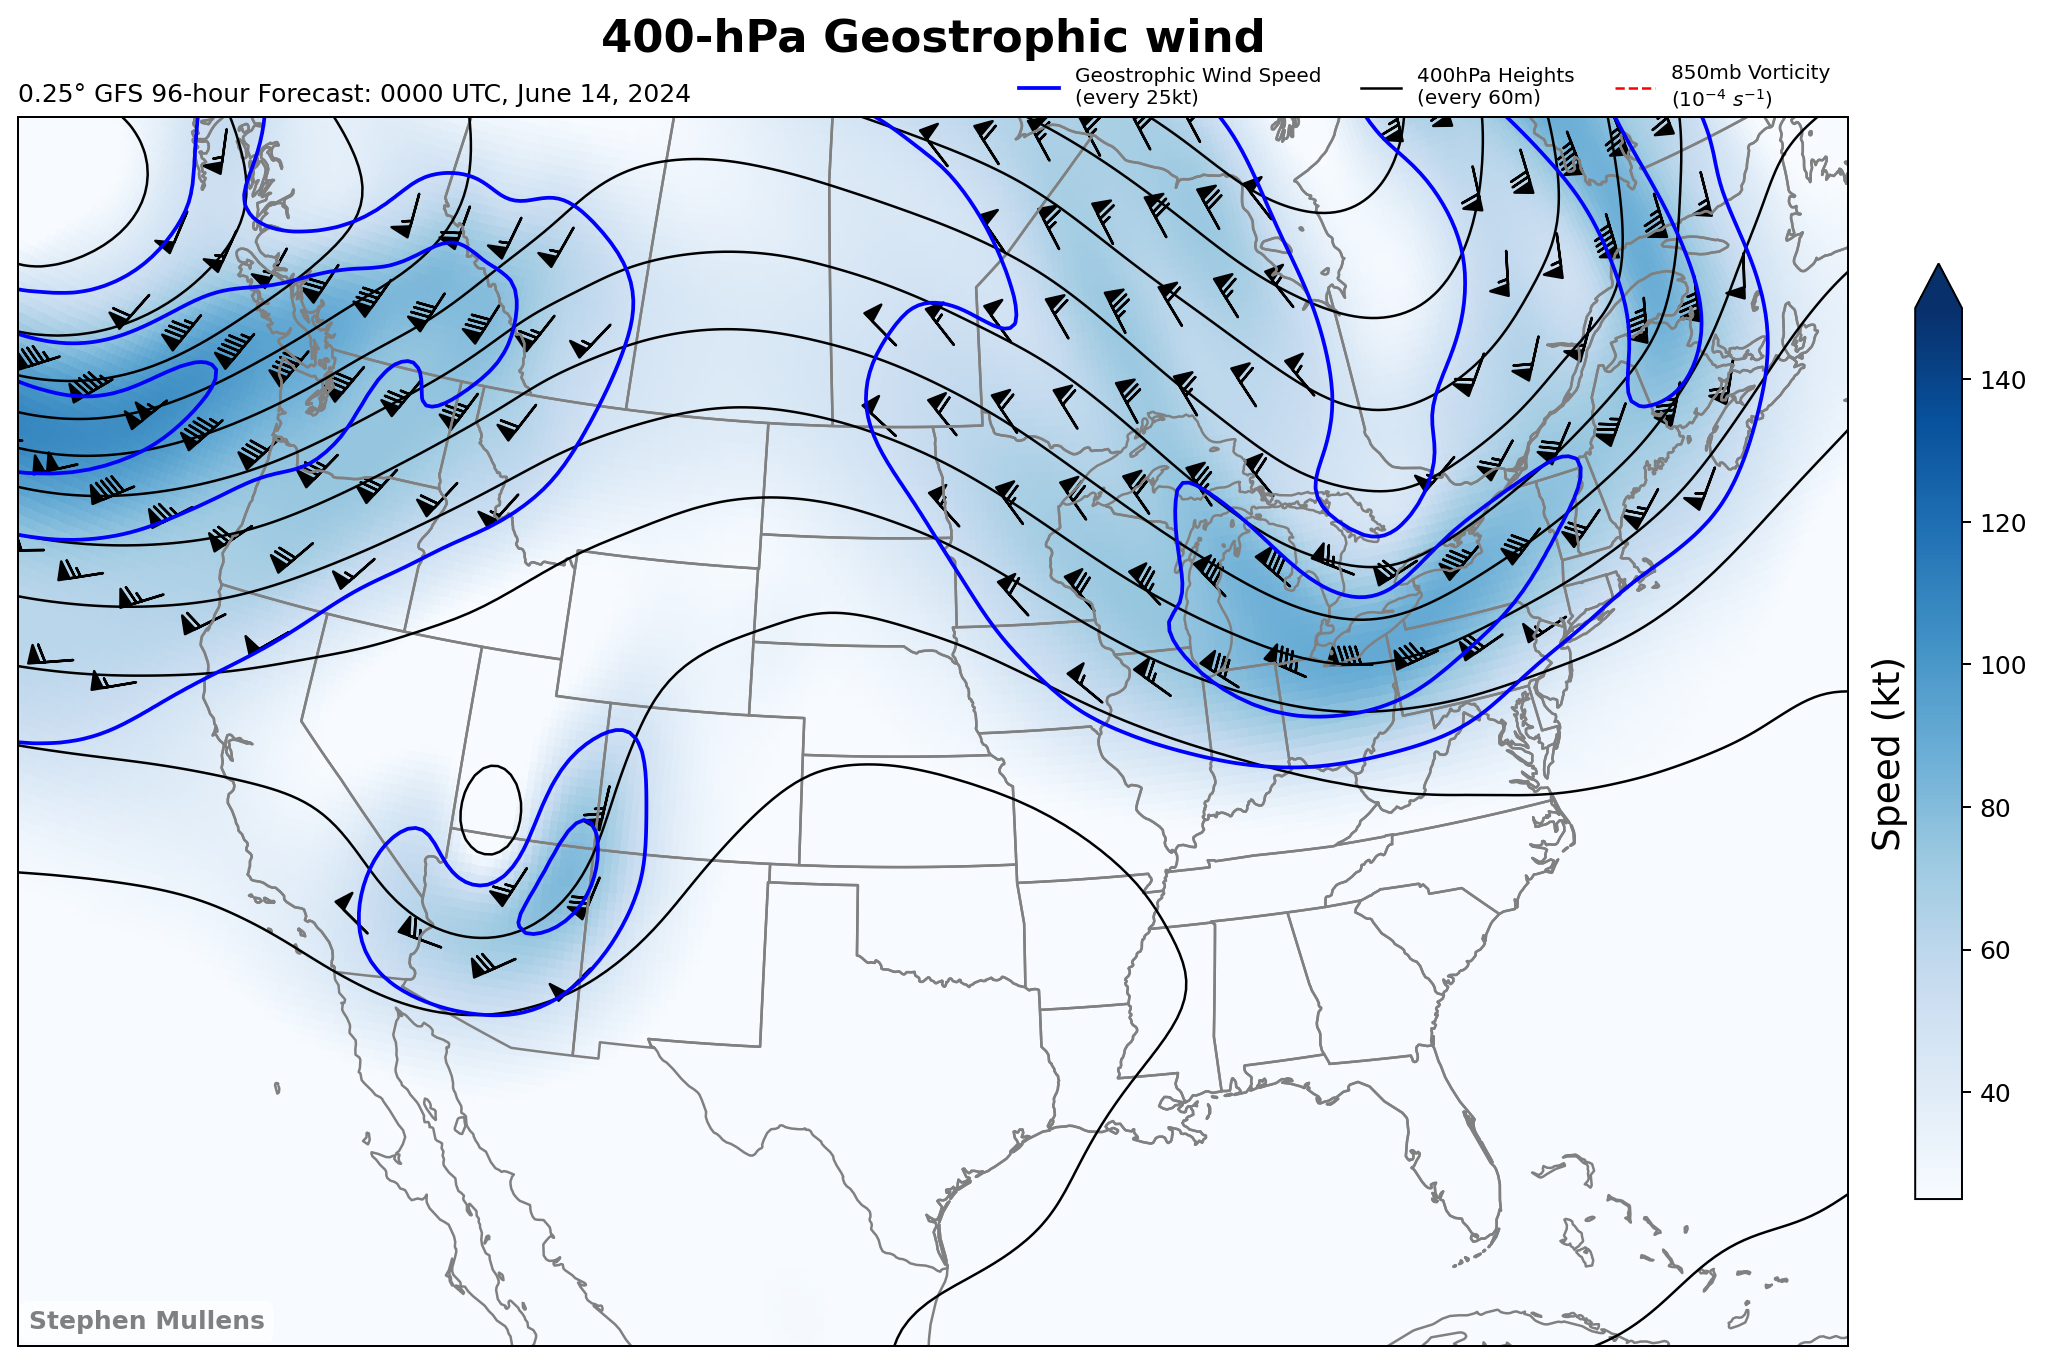 400-hPa Geostrophic wind
0.25° GFS 96-hour Forecast: 0000 UTC, June 14, 2024
Geostrophic Wind Speed
(every 25kt)
400hPa Heights
(every 60m)
850mb Vorticity
(10⁻⁴ s⁻¹)
140
120
100
80
60
40
Speed (kt)
Stephen Mullens